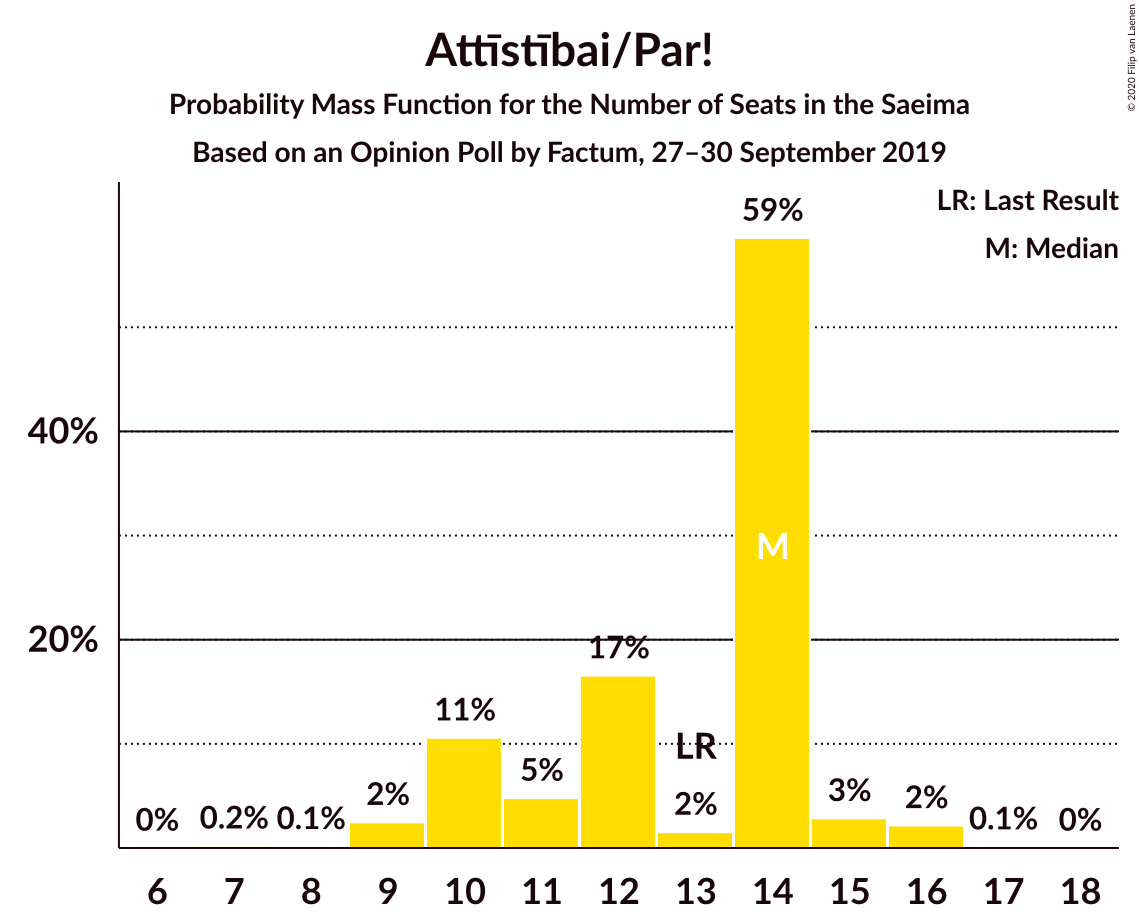 Attīstībai/Par!
Probability Mass Function for the Number of Seats in the Saeima
Based on an Opinion Poll by Factum, 27–30 September 2019
© 2020 Filip van Laenen
LR: Last Result
M: Median
59%
40%
M
20%
17%
11%
LR
5%
2%
2%
3%
2%
0%
0.2%
0.1%
0.1%
0%
6 7 8 9 10 11 12 13 14 15 16 17 18